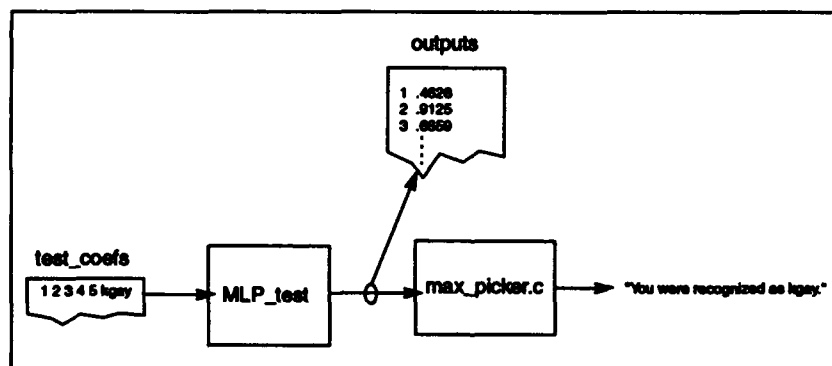 outputs
1 .4626
2 .9125
3 .6659
test_coefs
1 2 3 4 5 kgay
MLP_test
max_picker.c
"You were recognized as kgay."